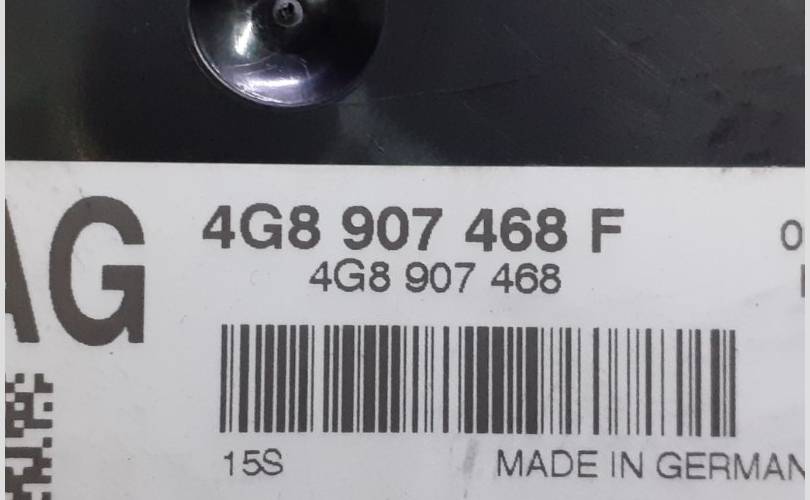 AG
4G8 907 468 F
4G8 907 468
15S
MADE IN GERMAN